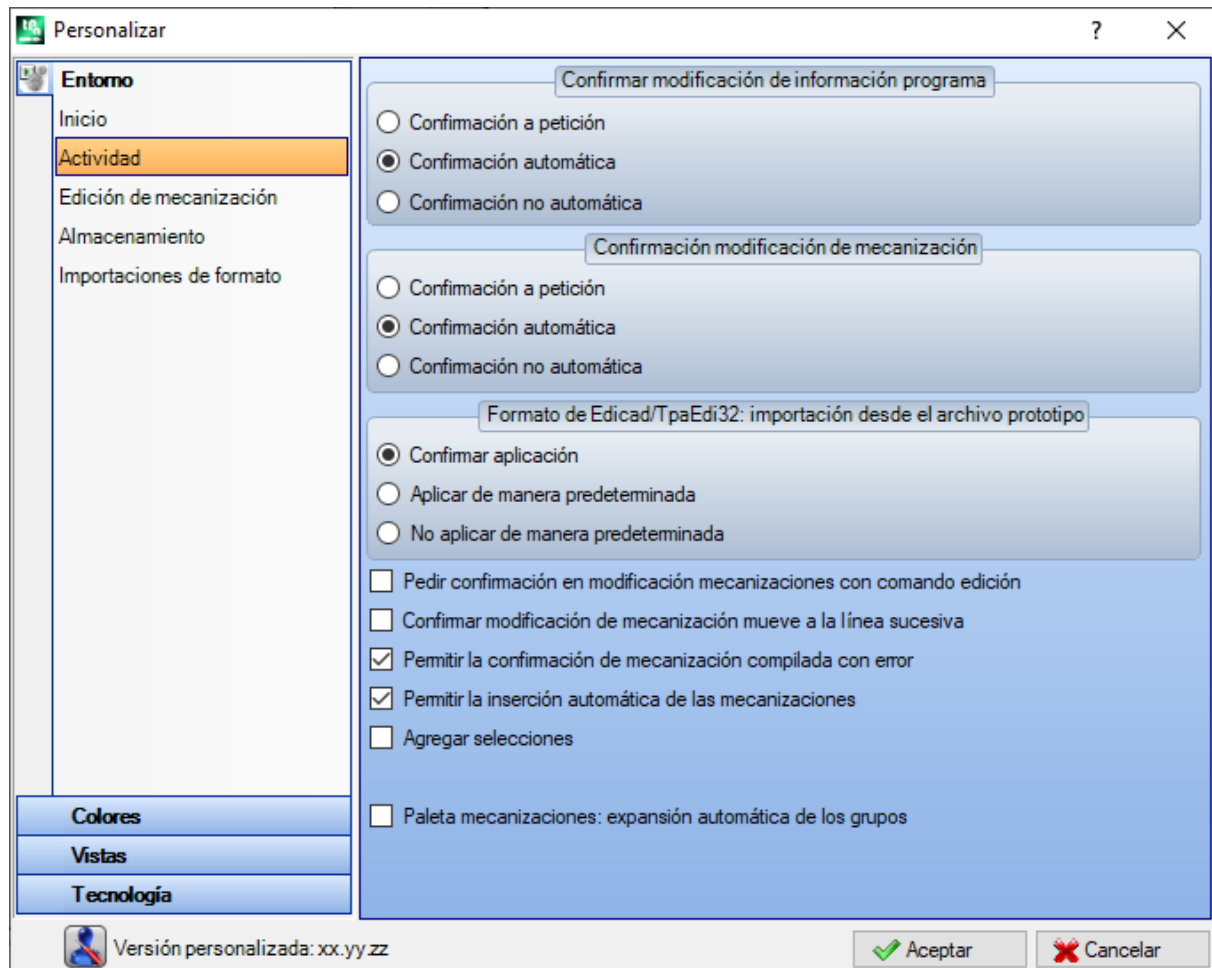 Personalizar
?
Entorno
Inicio
Actividad
Edición de mecanización
Almacenamiento
Importaciones de formato
Colores
Vistas
Tecnología
Confirmar modificación de información programa
Confirmación a petición
Confirmación automática
Confirmación no automática
Confirmación modificación de mecanización
Confirmación a petición
Confirmación automática
Confirmación no automática
Formato de Edicad/TpaEdi32: importación desde el archivo prototipo
Confirmar aplicación
Aplicar de manera predeterminada
No aplicar de manera predeterminada
Pedir confirmación en modificación mecanizaciones con comando edición
Confirmar modificación de mecanización mueve a la línea sucesiva
Permitir la confirmación de mecanización compilada con error
Permitir la inserción automática de las mecanizaciones
Agregar selecciones
Paleta mecanizaciones: expansión automática de los grupos
Versión personalizada: xx.yy.zz
Aceptar
Cancelar